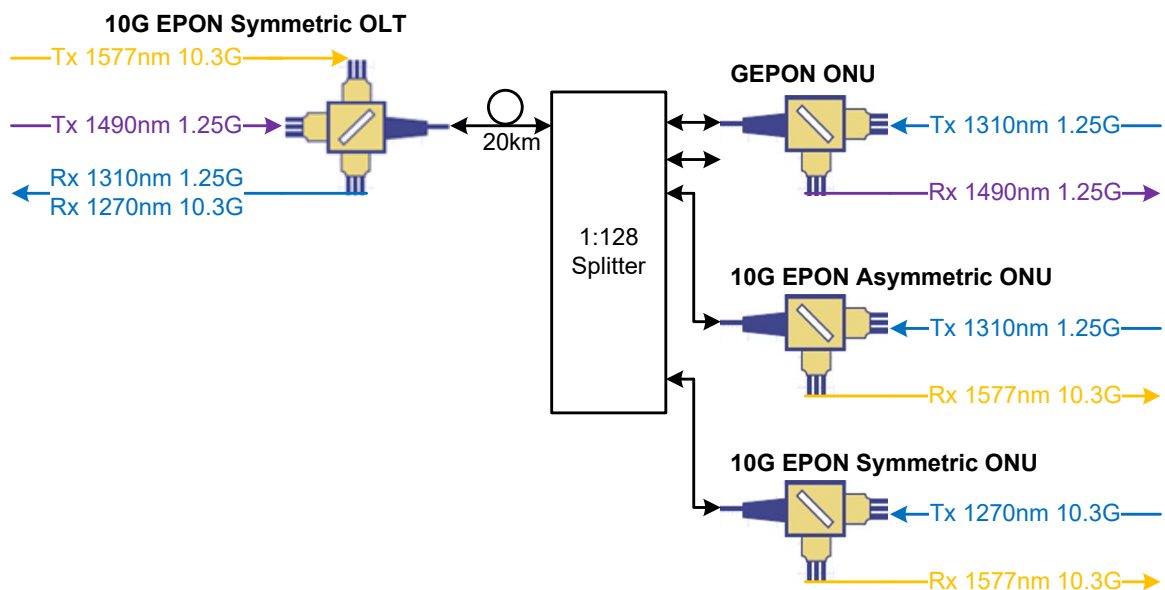 10G EPON Symmetric OLT
Tx 1577nm 10.3G
Tx 1490nm 1.25G
Rx 1310nm 1.25G
Rx 1270nm 10.3G
20km
1:128
Splitter
GEPON ONU
Tx 1310nm 1.25G
Rx 1490nm 1.25G
10G EPON Asymmetric ONU
Tx 1310nm 1.25G
Rx 1577nm 10.3G
10G EPON Symmetric ONU
Tx 1270nm 10.3G
Rx 1577nm 10.3G